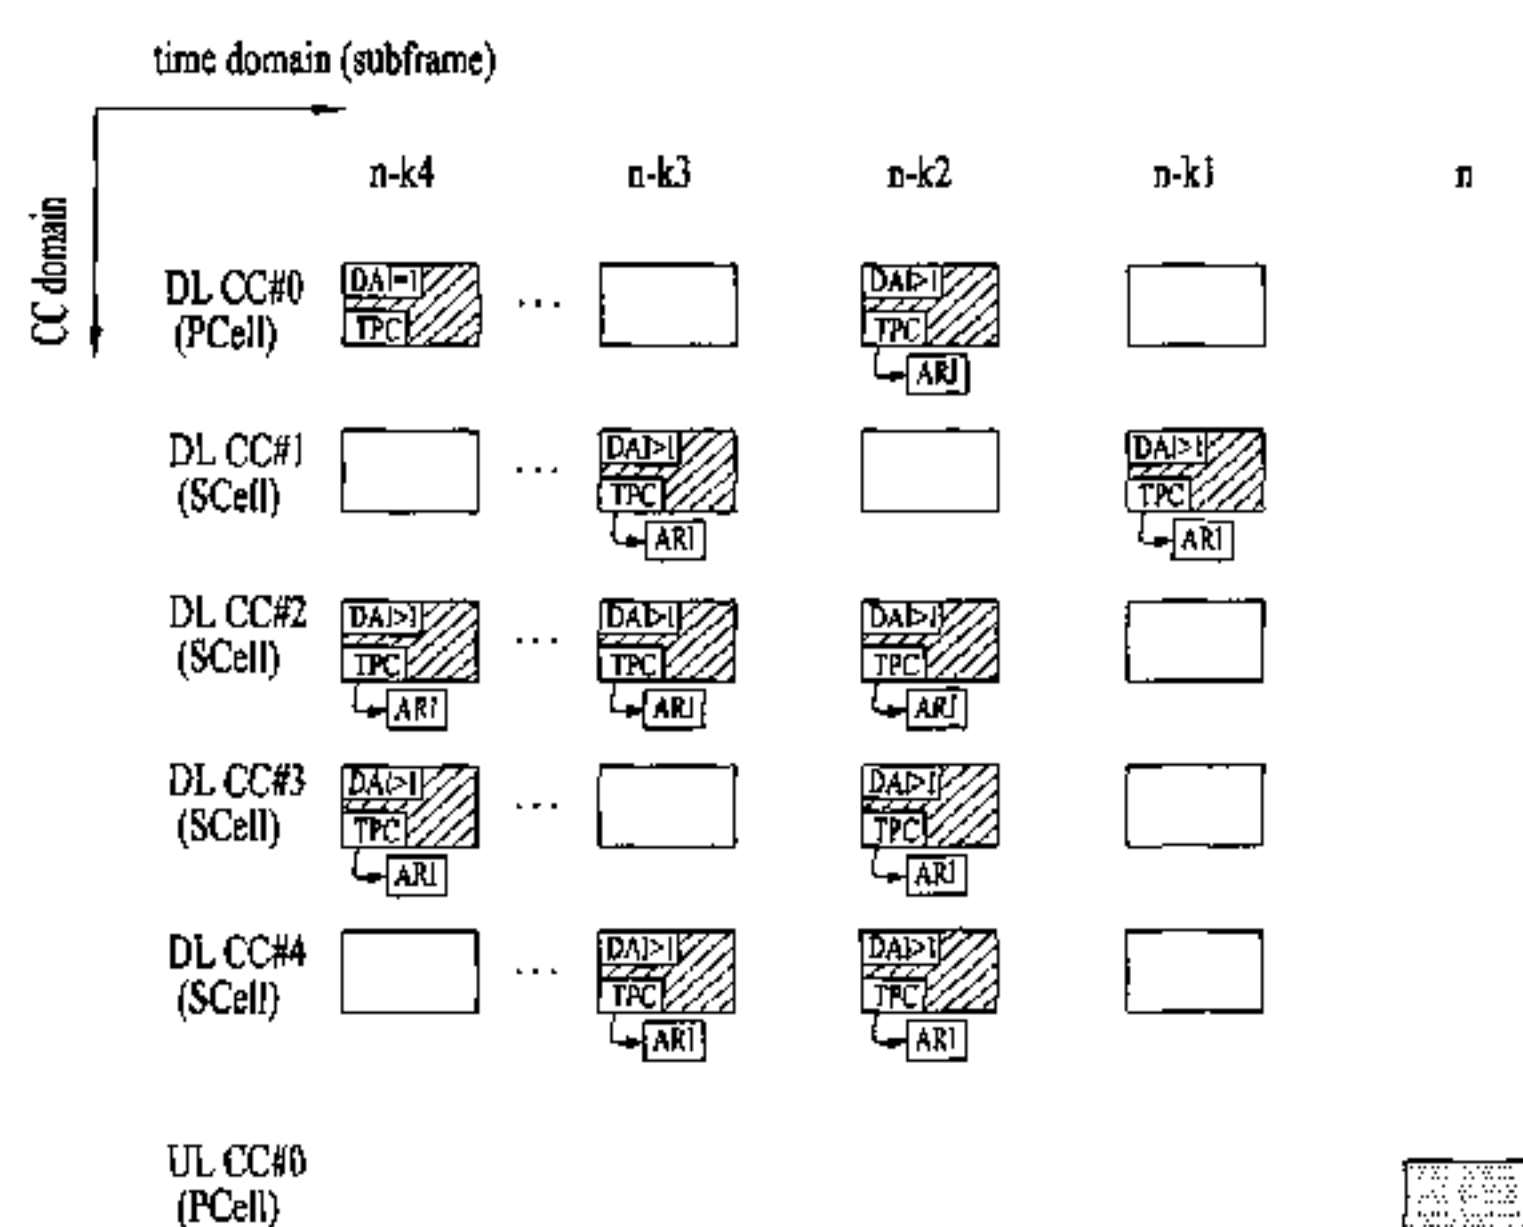 time domain (subframe)
CC domain
n-k4 n-k3 n-k2 n-k1 n
DL CC#0 DAI=1 ... DAI>1
(PCell) TPC TPC
ARI
DL CC#1 ... DAI>1 DAI>1
(SCell) TPC TPC
ARI ARI
DL CC#2 DAI>1 ... DAI>1 DAI>1
(SCell) TPC TPC TPC
ARI ARI ARI
DL CC#3 DAI>1 ... DAI>1
(SCell) TPC TPC
ARI ARI
DL CC#4 ... DAI>1 DAI>1
(SCell) TPC TPC
ARI ARI
UL CC#0
(PCell)